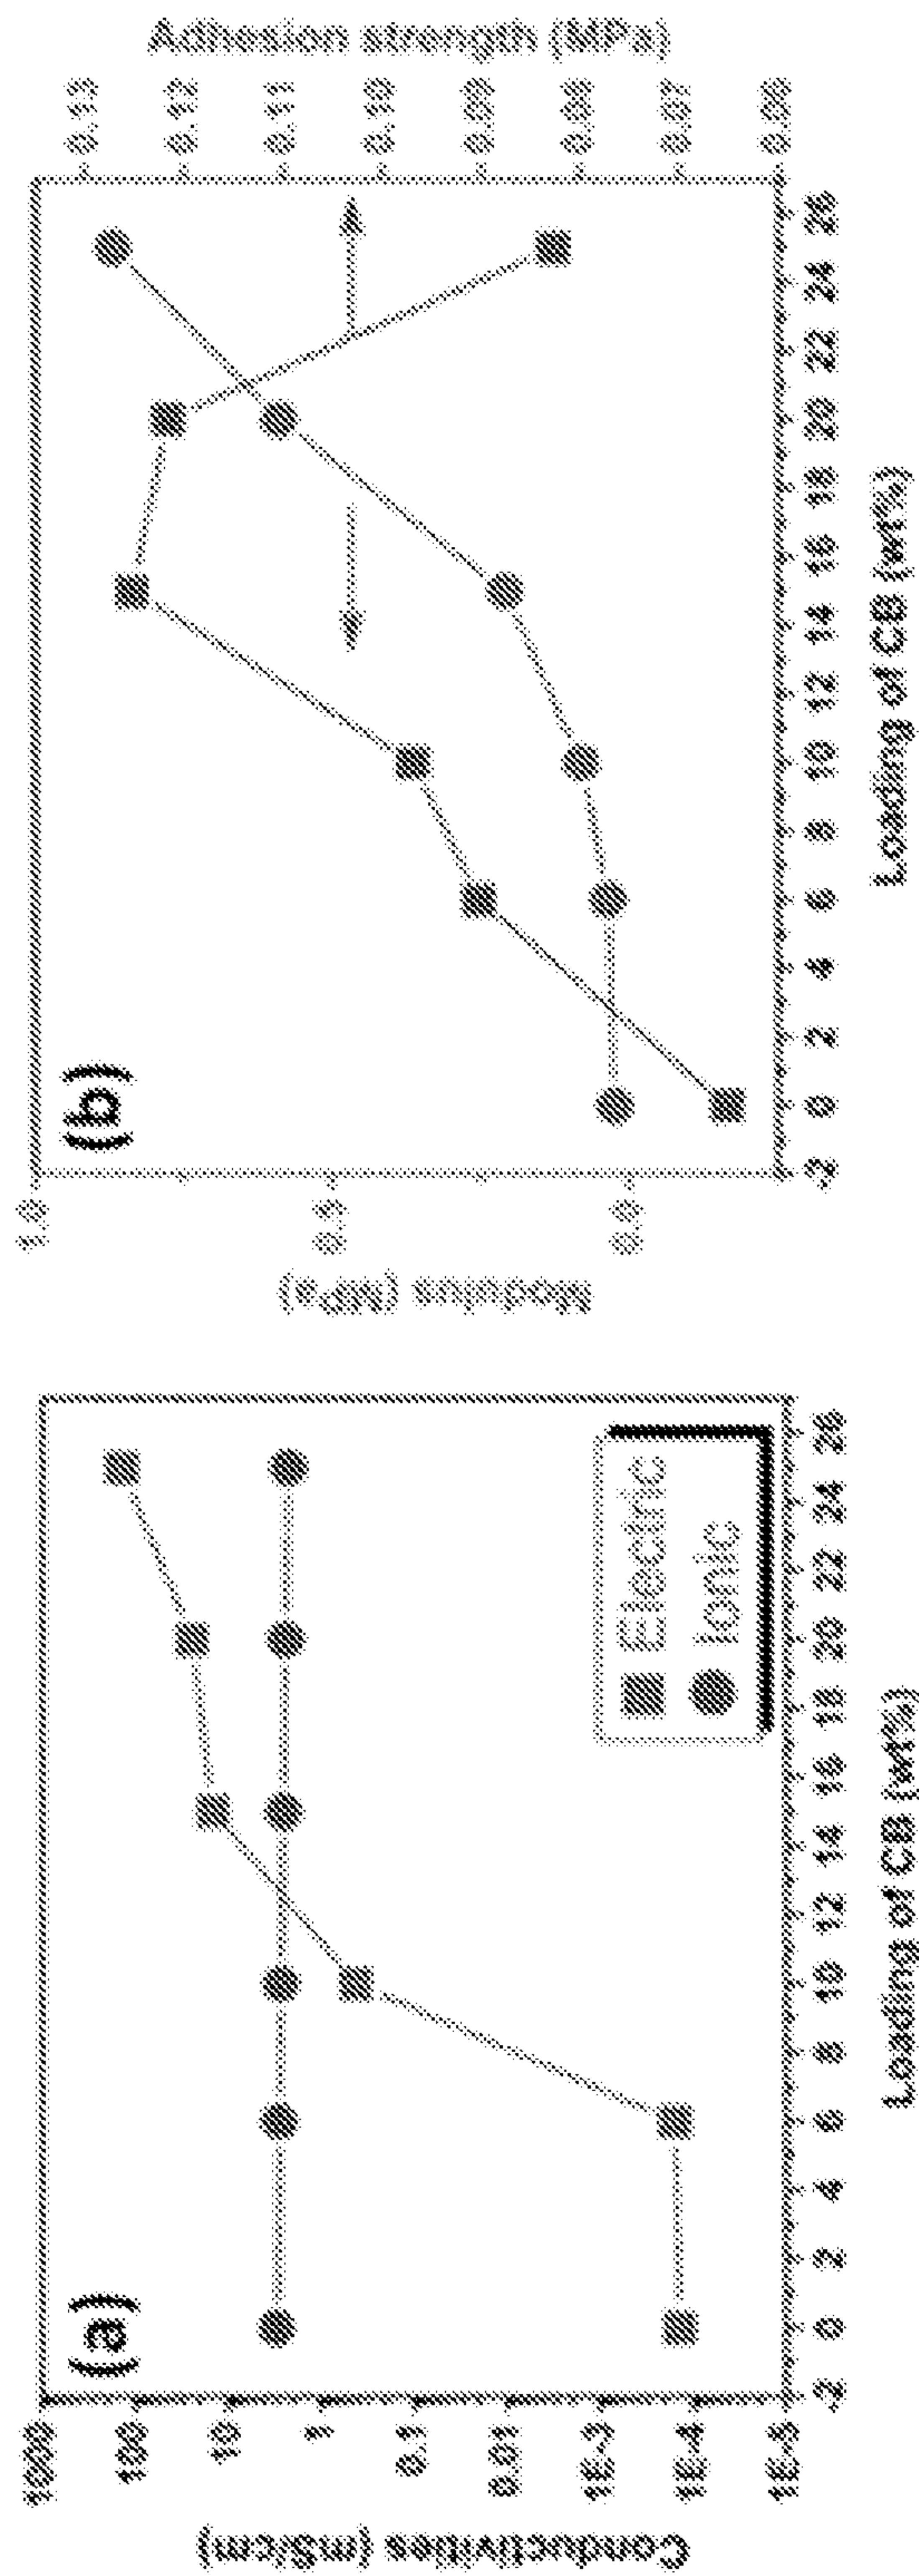 (a)
1000
100
10
1
0.1
0.01
1E-3
1E-4
1E-5
Conductivities (mS/cm)
-2 0 2 4 6 8 10 12 14 16 18 20 22 24 26
Loading of CB (wt%)
Electric
Ionic
(b)
1.0
0.5
0.0
Modulus (MPa)
-2 0 2 4 6 8 10 12 14 16 18 20 22 24 26
Loading of CB (wt%)
0.13
0.12
0.11
0.10
0.09
0.08
0.07
0.06
Adhesion strength (MPa)